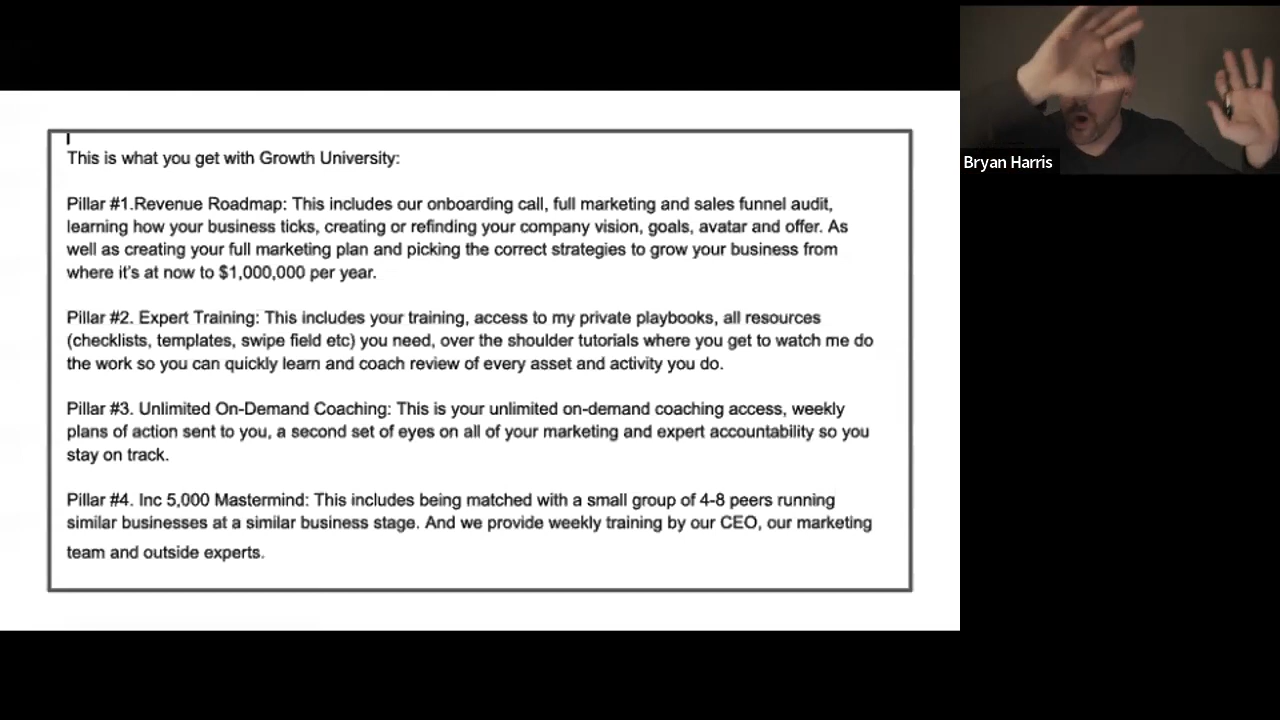 This is what you get with Growth University:
Pillar #1.Revenue Roadmap: This includes our onboarding call, full marketing and sales funnel audit,
learning how your business ticks, creating or refinding your company vision, goals, avatar and offer. As
well as creating your full marketing plan and picking the correct strategies to grow your business from
where it's at now to $1,000,000 per year.
Pillar #2. Expert Training: This includes your training, access to my private playbooks, all resources
(checklists, templates, swipe field etc) you need, over the shoulder tutorials where you get to watch me do
the work so you can quickly learn and coach review of every asset and activity you do.
Pillar #3. Unlimited On-Demand Coaching: This is your unlimited on-demand coaching access, weekly
plans of action sent to you, a second set of eyes on all of your marketing and expert accountability so you
stay on track.
Pillar #4. Inc 5,000 Mastermind: This includes being matched with a small group of 4-8 peers running
similar businesses at a similar business stage. And we provide weekly training by our CEO, our marketing
team and outside experts.
Bryan Harris